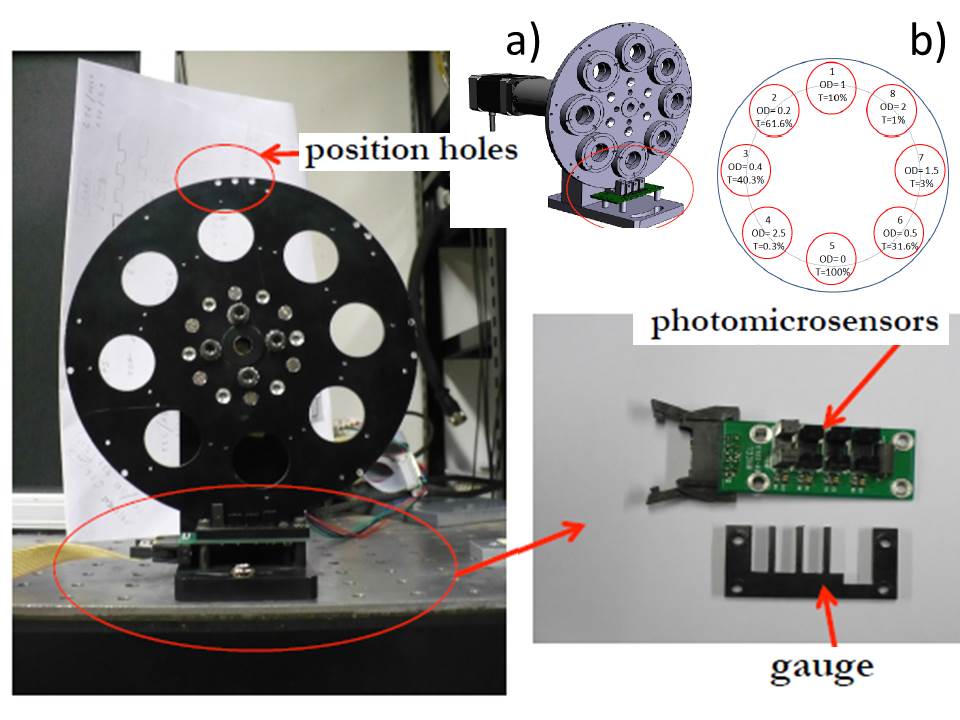 a)
b)
position holes
1
OD= 1
T=10%
2
OD= 0.2
T=61.6%
8
OD= 2
T=1%
3
OD= 0.4
T=40.3%
7
OD= 1.5
T=3%
4
OD= 2.5
T=0.3%
6
OD= 0.5
T=31.6%
5
OD= 0
T=100%
photomicrosensors
gauge